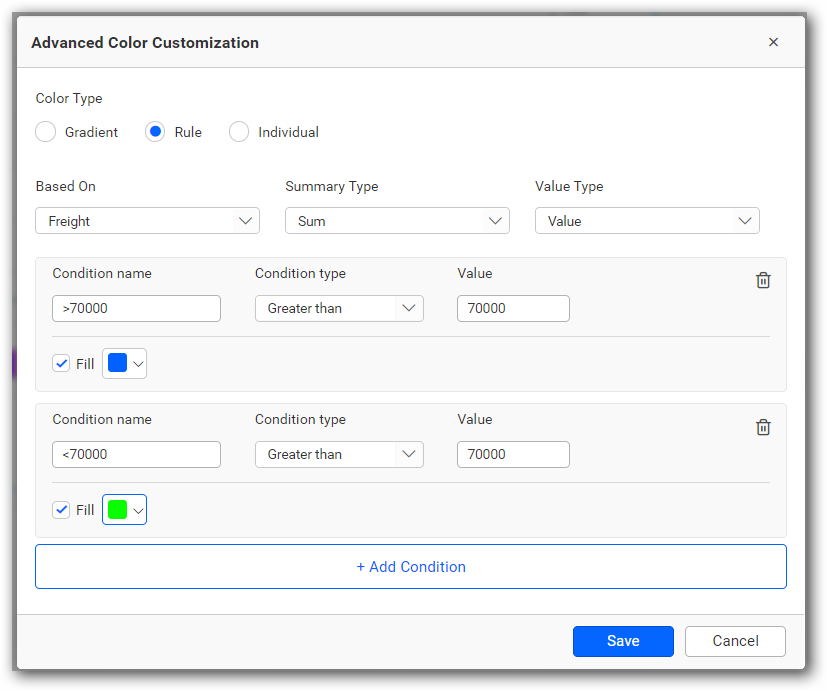 Advanced Color Customization
Color Type
Gradient Rule Individual
Based On Summary Type Value Type
Freight Sum Value
Condition name Condition type Value
>70000 Greater than 70000
Fill
Condition name Condition type Value
<70000 Greater than 70000
Fill
+ Add Condition
Save Cancel